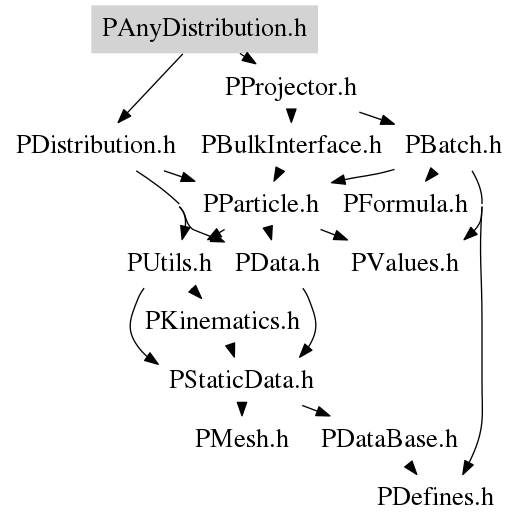 PAnyDistribution.h
PProjector.h
PDistribution.h PBulkInterface.h PBatch.h
PParticle.h PFormula.h
PUtils.h PData.h PValues.h
PKinematics.h
PStaticData.h
PMesh.h PDataBase.h
PDefines.h